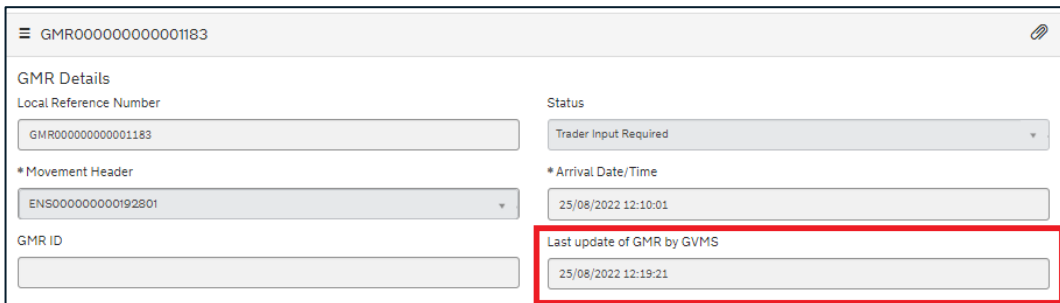 GMR000000000001183
GMR Details
Local Reference Number
GMR000000000001183
Status
Trader Input Required
* Movement Header
ENS000000000192801
* Arrival Date/Time
25/08/2022 12:10:01
GMR ID
Last update of GMR by GVMS
25/08/2022 12:19:21